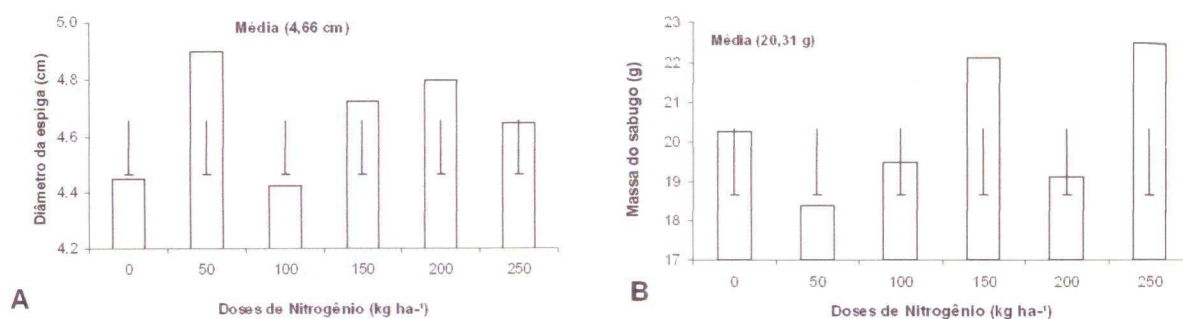 Média (4,66 cm)
Diâmetro da espiga (cm)
5.0
4.8
4.6
4.4
4.2
0 50 100 150 200 250
Doses de Nitrogênio (kg ha-¹)
A
Média (20,31 g)
Massa do sabugo (g)
23
22
21
20
19
18
17
0 50 100 150 200 250
Doses de Nitrogênio (kg ha-¹)
B